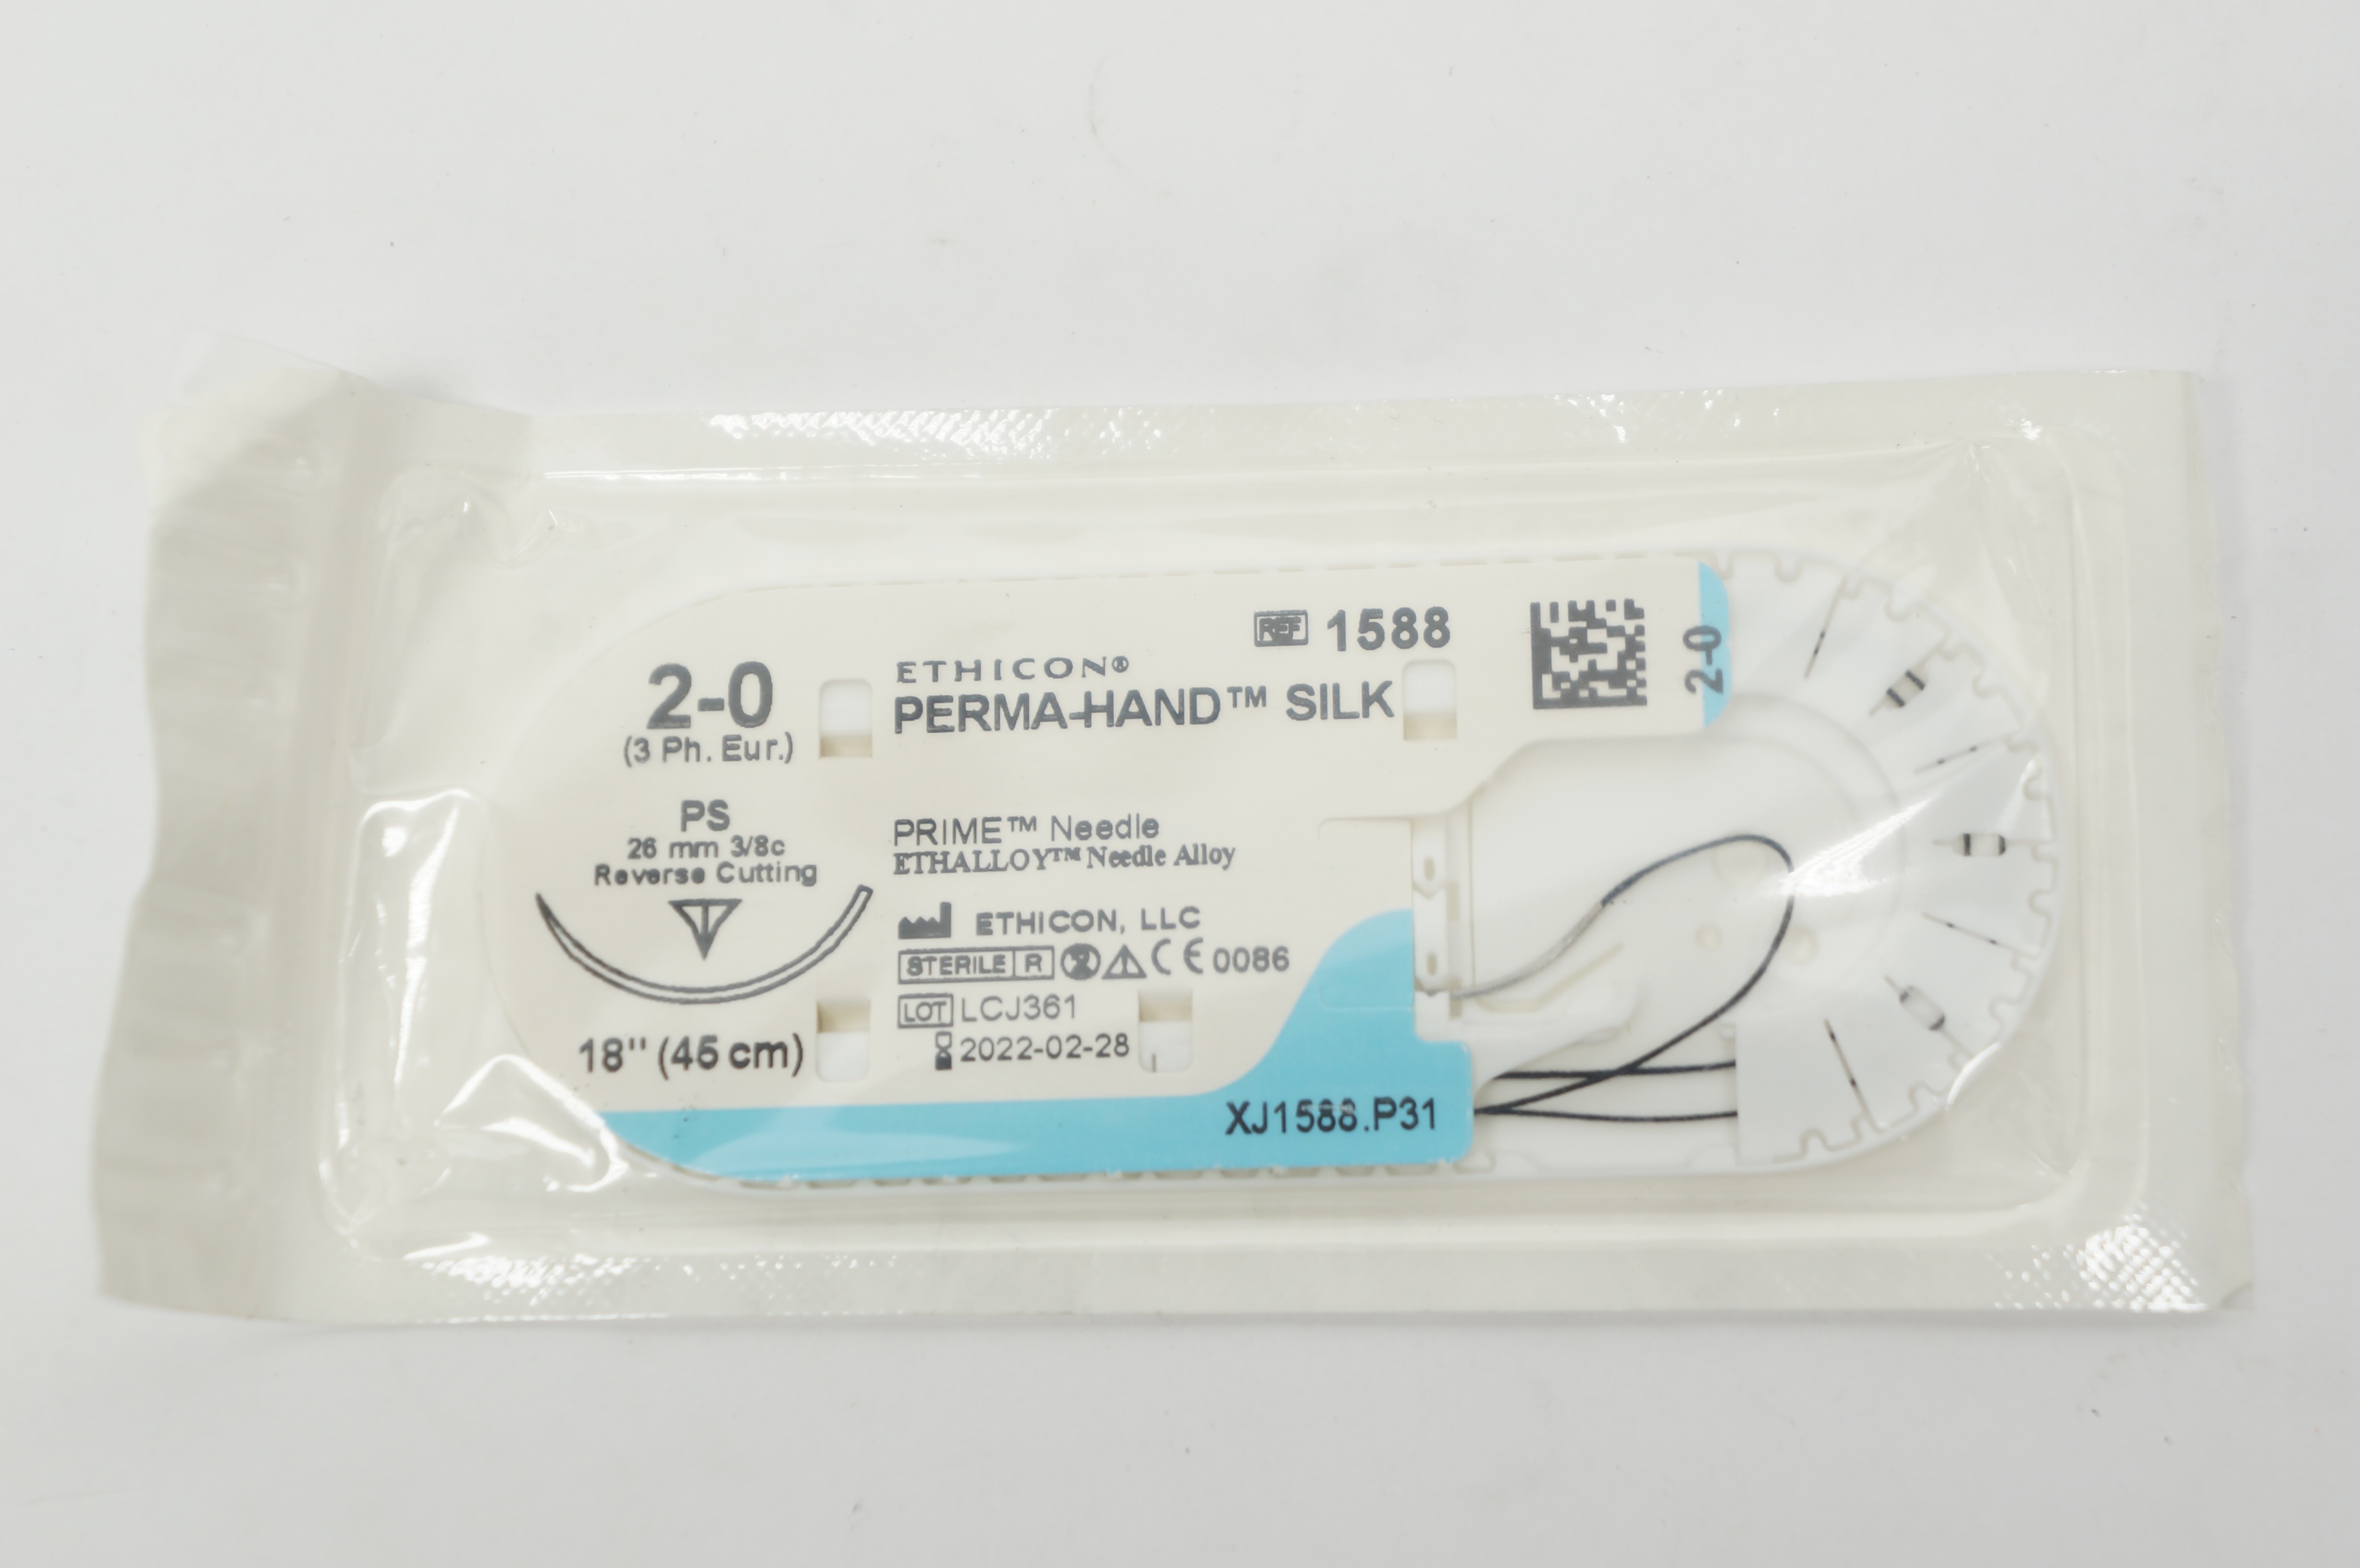 REF 1588
2-0
2-0
(3 Ph. Eur.)
ETHICON®
PERMA-HAND™ SILK
PS
26 mm 3/8c
Reverse Cutting
PRIME™ Needle
ETHALLOY™ Needle Alloy
ETHICON, LLC
STERILE R 2 CE 0086
LOT LCJ361
2022-02-28
18" (45 cm)
XJ1588.P31